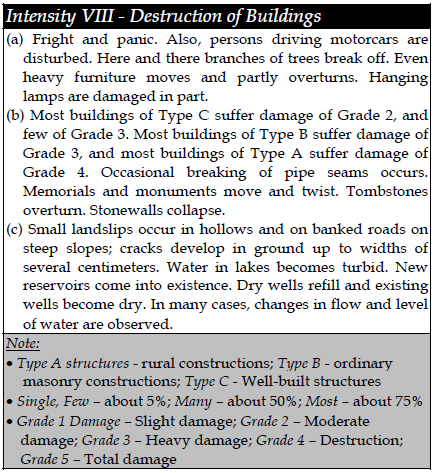 Intensity VIII - Destruction of Buildings
(a) Fright and panic. Also, persons driving motorcars are
disturbed. Here and there branches of trees break off. Even
heavy furniture moves and partly overturns. Hanging
lamps are damaged in part.
(b) Most buildings of Type C suffer damage of Grade 2, and
few of Grade 3. Most buildings of Type B suffer damage of
Grade 3, and most buildings of Type A suffer damage of
Grade 4. Occasional breaking of pipe seams occurs.
Memorials and monuments move and twist. Tombstones
overturn. Stonewalls collapse.
(c) Small landslips occur in hollows and on banked roads on
steep slopes; cracks develop in ground up to widths of
several centimeters. Water in lakes becomes turbid. New
reservoirs come into existence. Dry wells refill and existing
wells become dry. In many cases, changes in flow and level
of water are observed.
Note:
• Type A structures - rural constructions; Type B - ordinary
masonry constructions; Type C - Well-built structures
• Single, Few – about 5%; Many – about 50%; Most – about 75%
• Grade 1 Damage – Slight damage; Grade 2 – Moderate
damage; Grade 3 – Heavy damage; Grade 4 – Destruction;
Grade 5 – Total damage